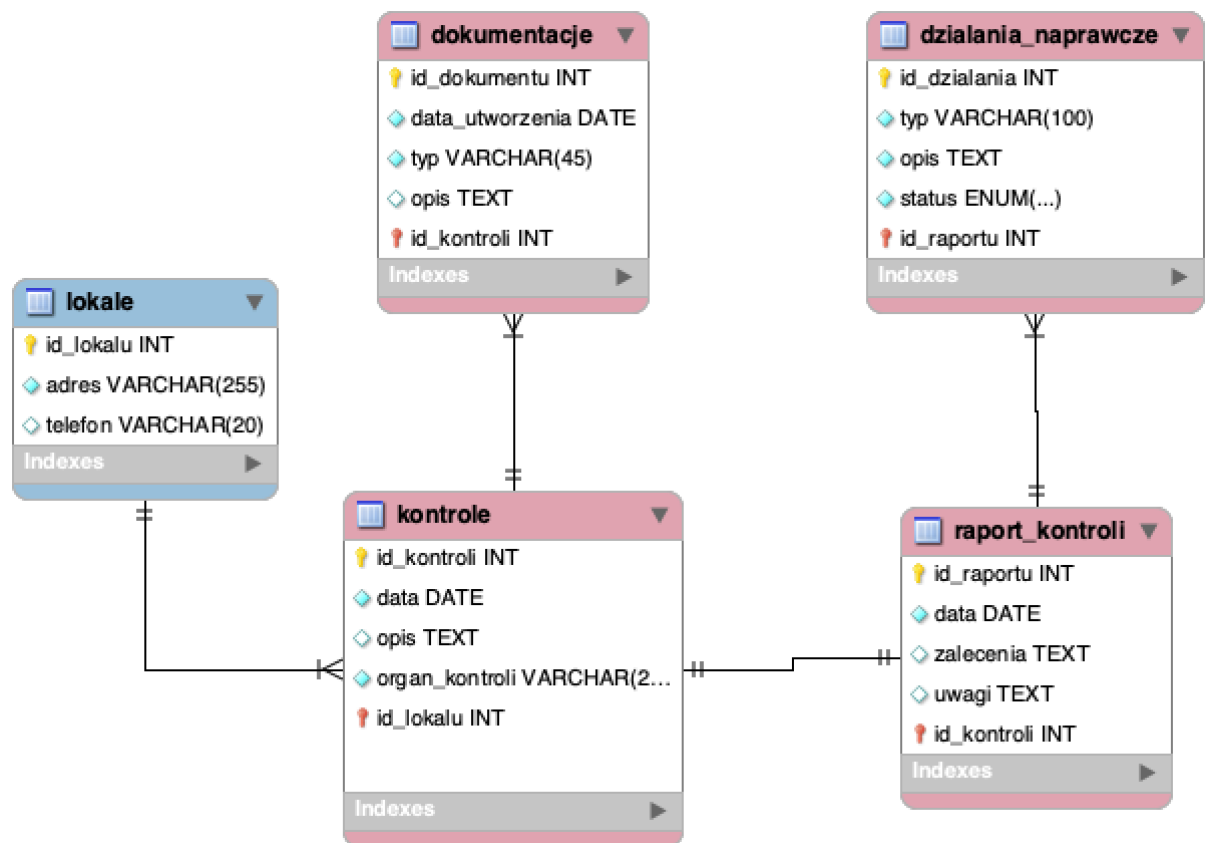 dokumentacje
id_dokumentu INT
data_utworzenia DATE
typ VARCHAR(45)
opis TEXT
id_kontroli INT
Indexes
dzialania_naprawcze
id_dzialania INT
typ VARCHAR(100)
opis TEXT
status ENUM(...)
id_raportu INT
Indexes
lokale
id_lokalu INT
adres VARCHAR(255)
telefon VARCHAR(20)
Indexes
kontrole
id_kontroli INT
data DATE
opis TEXT
organ_kontroli VARCHAR(2...
id_lokalu INT
Indexes
raport_kontroli
id_raportu INT
data DATE
zalecenia TEXT
uwagi TEXT
id_kontroli INT
Indexes